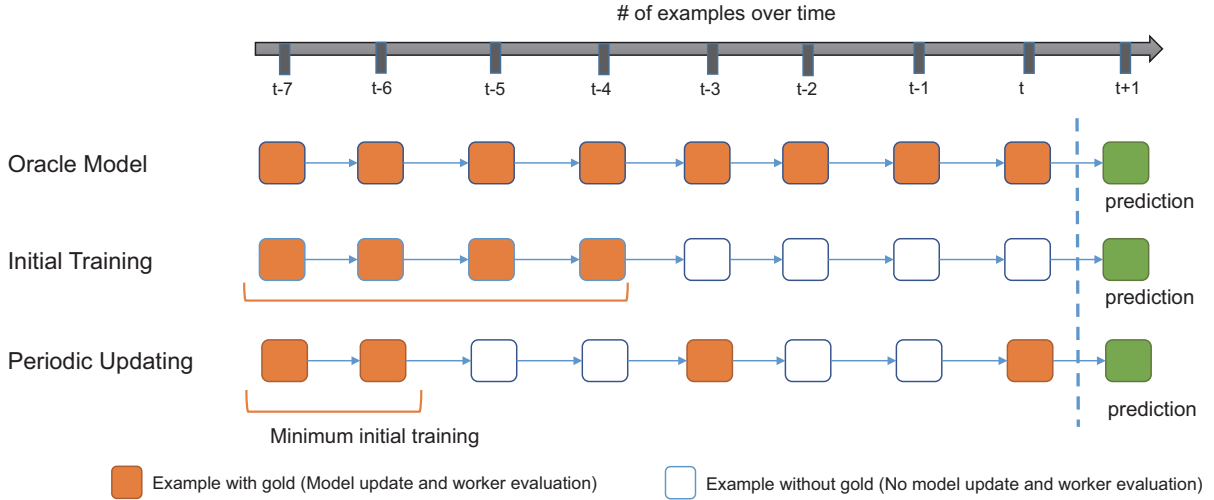 # of examples over time
t-7 t-6 t-5 t-4 t-3 t-2 t-1 t t+1
Oracle Model
prediction
Initial Training
prediction
Periodic Updating
prediction
Minimum initial training
Example with gold (Model update and worker evaluation)
Example without gold (No model update and worker evaluation)